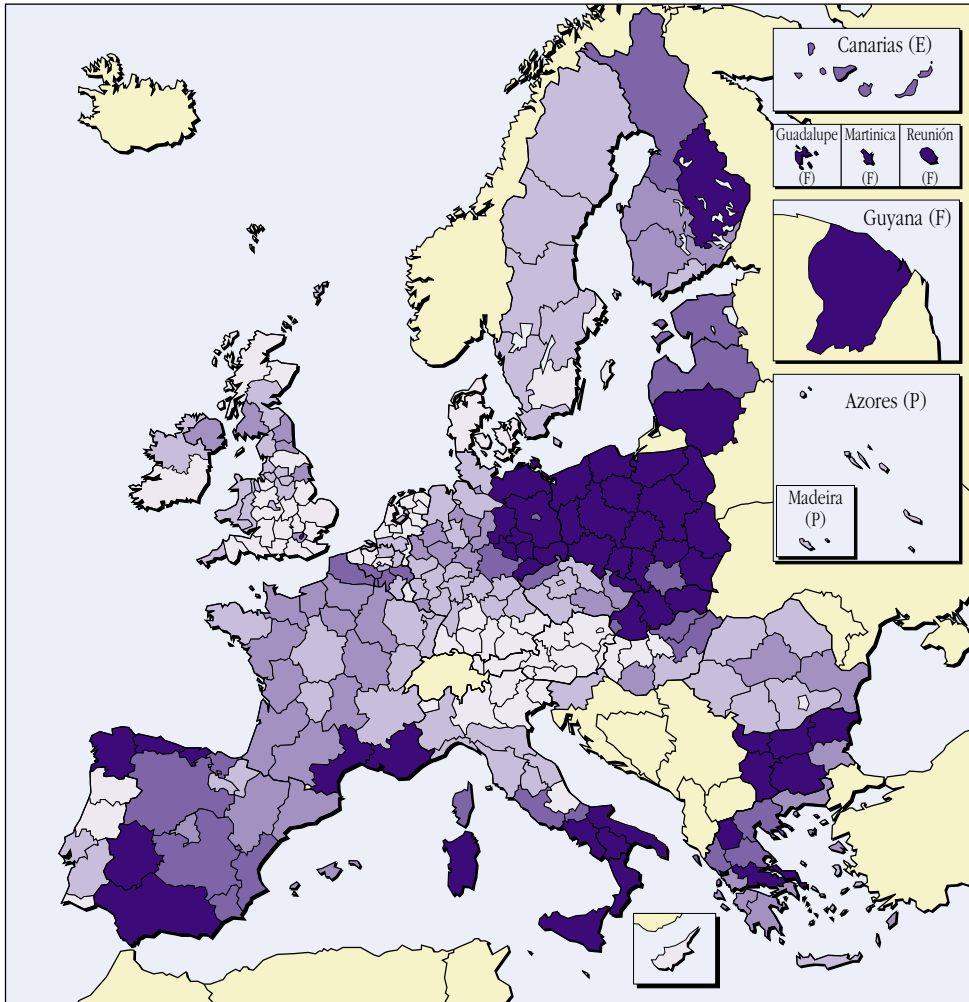 Canarias (E)
Guadalupe
(F)
Martinica
(F)
Reunión
(F)
Guyana (F)
Azores (P)
Madeira
(P)